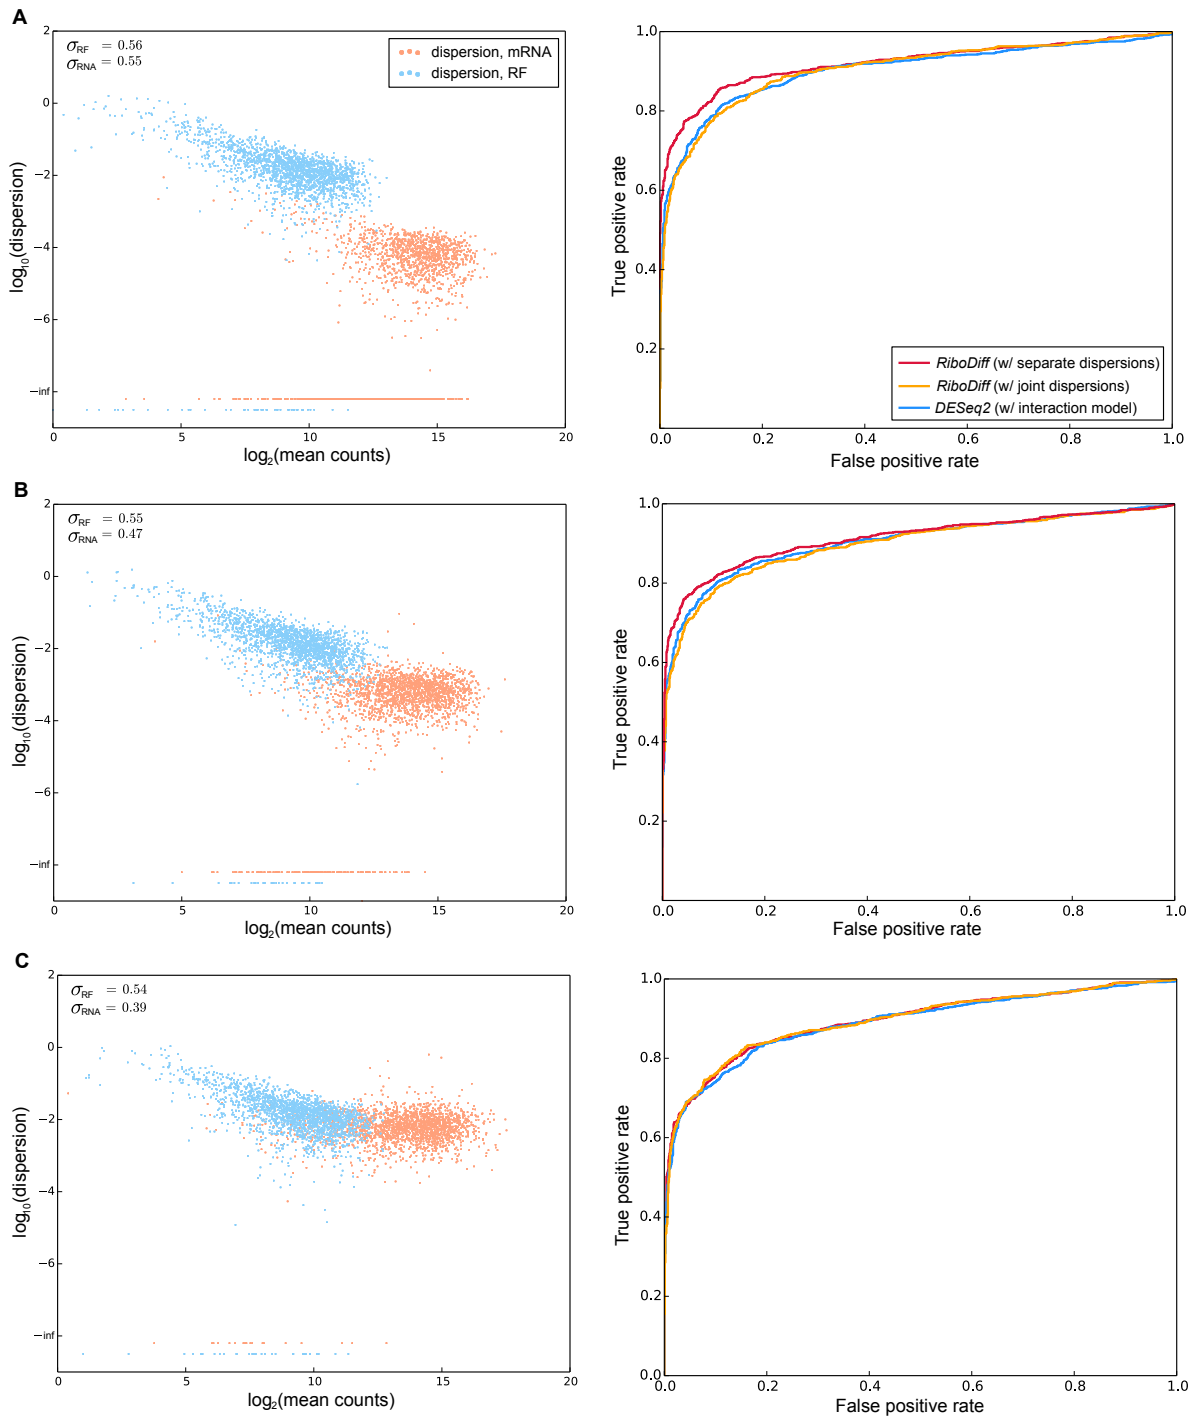 A
σRF = 0.56
σRNA = 0.55
dispersion, mRNA
dispersion, RF
log10(dispersion)
2
0
−2
−4
−6
−inf
0 5 10 15 20
log2(mean counts)
True positive rate
1.0
0.8
0.6
0.4
0.2
RiboDiff (w/ separate dispersions)
RiboDiff (w/ joint dispersions)
DESeq2 (w/ interaction model)
0.0 0.2 0.4 0.6 0.8 1.0
False positive rate
B
σRF = 0.55
σRNA = 0.47
log10(dispersion)
2
0
−2
−4
−6
−inf
0 5 10 15 20
log2(mean counts)
True positive rate
1.0
0.8
0.6
0.4
0.2
0.0 0.2 0.4 0.6 0.8 1.0
False positive rate
C
σRF = 0.54
σRNA = 0.39
log10(dispersion)
2
0
−2
−4
−6
−inf
0 5 10 15 20
log2(mean counts)
True positive rate
1.0
0.8
0.6
0.4
0.2
0.0
0.0 0.2 0.4 0.6 0.8 1.0
False positive rate